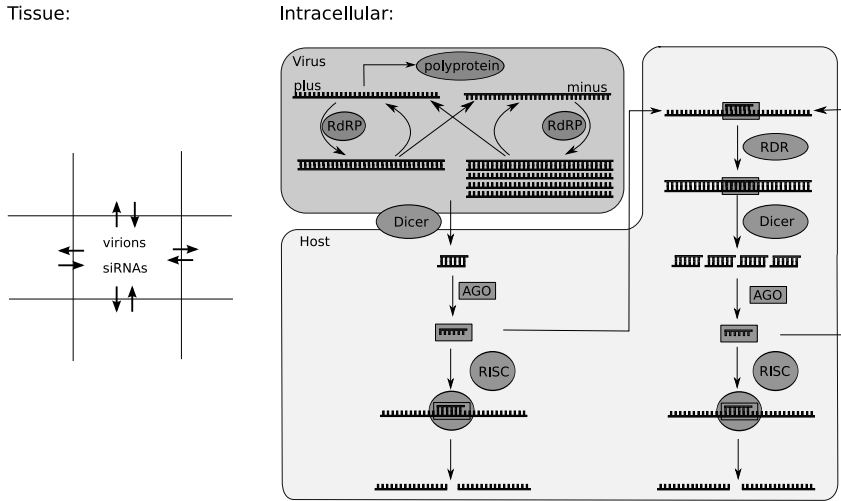 Tissue:
Intracellular:
Virus
polyprotein
plus
minus
RdRP
RdRP
RDR
Dicer
Dicer
Host
virions
siRNAs
AGO
AGO
RISC
RISC